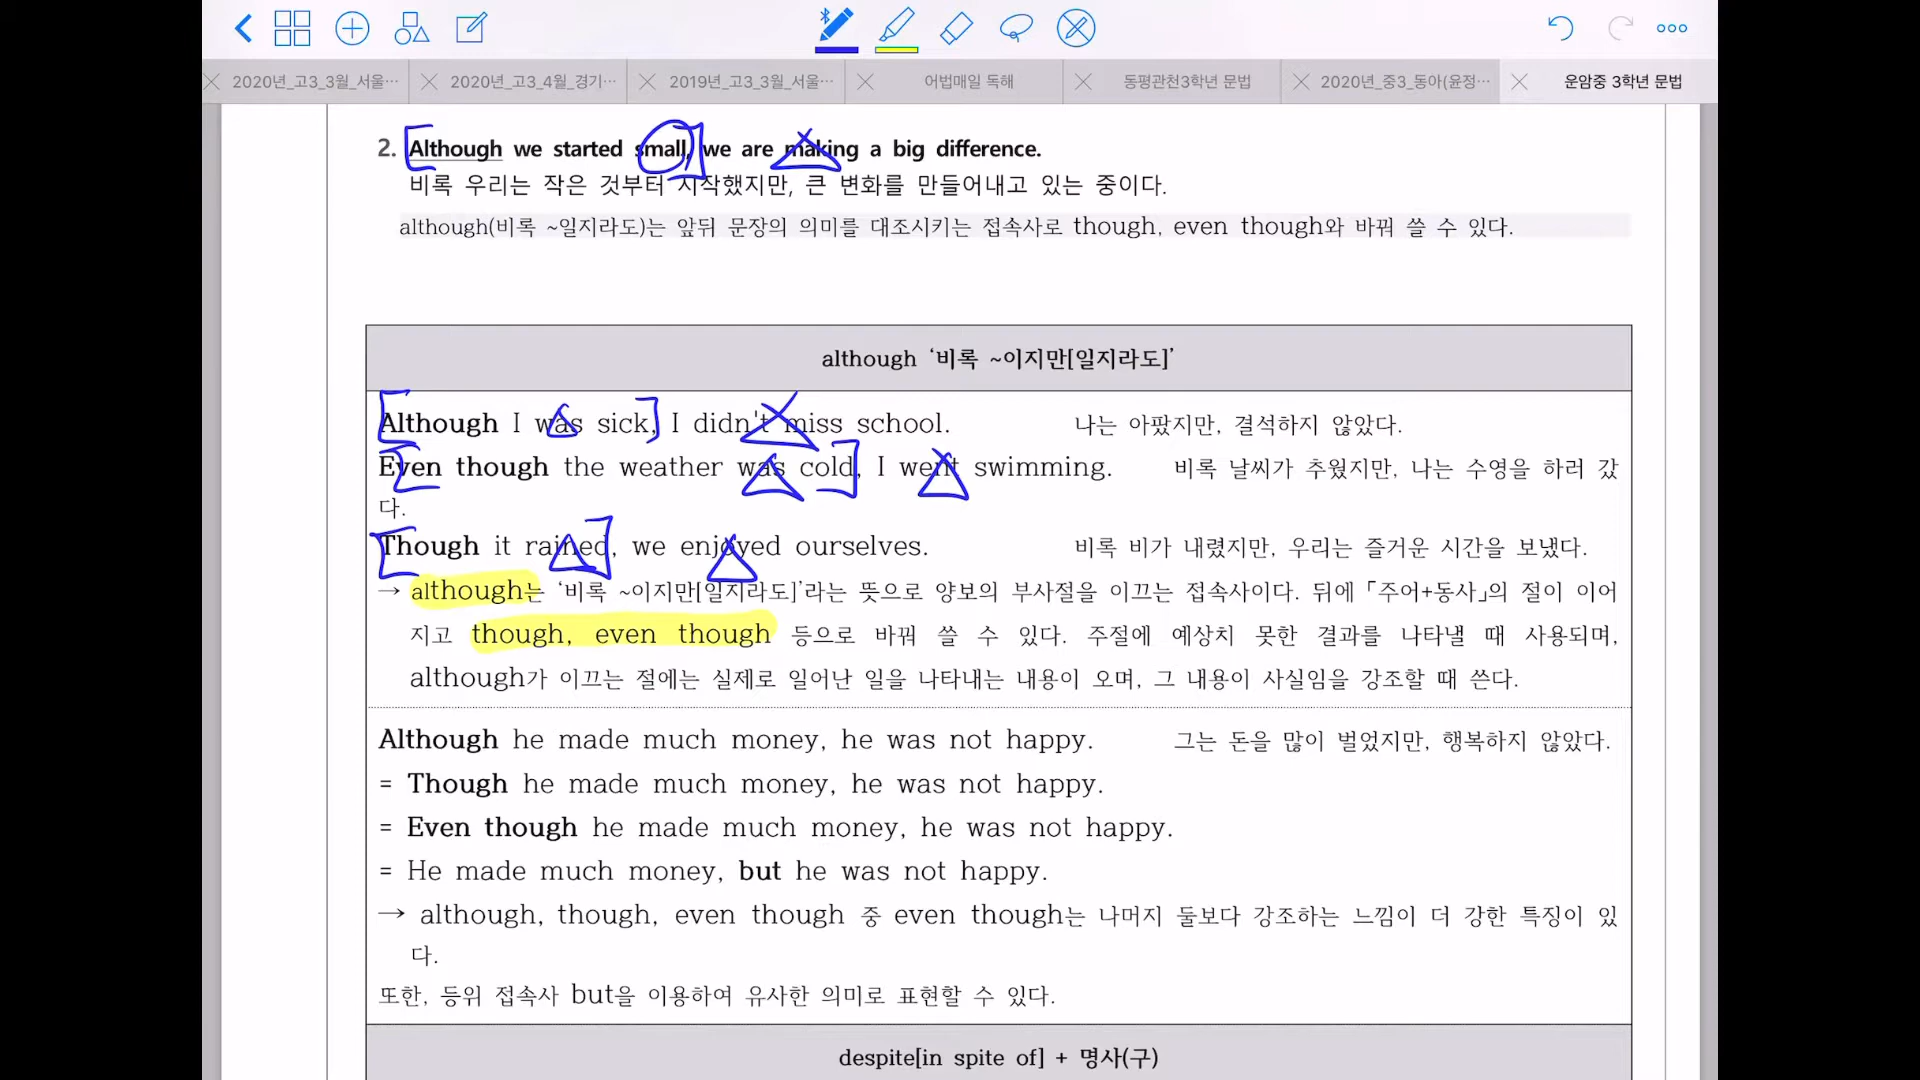 2020년_고3_3월_서울…
2020년_고3_4월_경기…
2019년_고3_3월_서울…
어법매일 독해
동평관천3학년 문법
2020년_중3_동아(윤정…
운암중 3학년 문법
2. Although we started small, we are making a big difference.
비록 우리는 작은 것부터 시작했지만, 큰 변화를 만들어내고 있는 중이다.
although(비록 ~일지라도)는 앞뒤 문장의 의미를 대조시키는 접속사로 though, even though와 바꿔 쓸 수 있다.
although ‘비록 ~이지만[일지라도]’
Although I was sick, I didn't miss school. 나는 아팠지만, 결석하지 않았다.
Even though the weather was cold, I went swimming. 비록 날씨가 추웠지만, 나는 수영을 하러 갔
다.
Though it rained, we enjoyed ourselves. 비록 비가 내렸지만, 우리는 즐거운 시간을 보냈다.
→ although는 ‘비록 ~이지만[일지라도]’라는 뜻으로 양보의 부사절을 이끄는 접속사이다. 뒤에 「주어+동사」의 절이 이어
지고 though, even though 등으로 바꿔 쓸 수 있다. 주절에 예상치 못한 결과를 나타낼 때 사용되며,
although가 이끄는 절에는 실제로 일어난 일을 나타내는 내용이 오며, 그 내용이 사실임을 강조할 때 쓴다.
Although he made much money, he was not happy. 그는 돈을 많이 벌었지만, 행복하지 않았다.
= Though he made much money, he was not happy.
= Even though he made much money, he was not happy.
= He made much money, but he was not happy.
→ although, though, even though 중 even though는 나머지 둘보다 강조하는 느낌이 더 강한 특징이 있
다.
또한, 등위 접속사 but을 이용하여 유사한 의미로 표현할 수 있다.
despite[in spite of] + 명사(구)